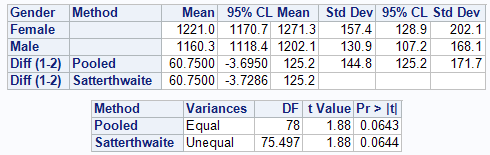 Gender Method Mean 95% CL Mean Std Dev 95% CL Std Dev
Female 1221.0 1170.7 1271.3 157.4 128.9 202.1
Male 1160.3 1118.4 1202.1 130.9 107.2 168.1
Diff (1-2) Pooled 60.7500 -3.6950 125.2 144.8 125.2 171.7
Diff (1-2) Satterthwaite 60.7500 -3.7286 125.2
Method Variances DF t Value Pr > |t|
Pooled Equal 78 1.88 0.0643
Satterthwaite Unequal 75.497 1.88 0.0644